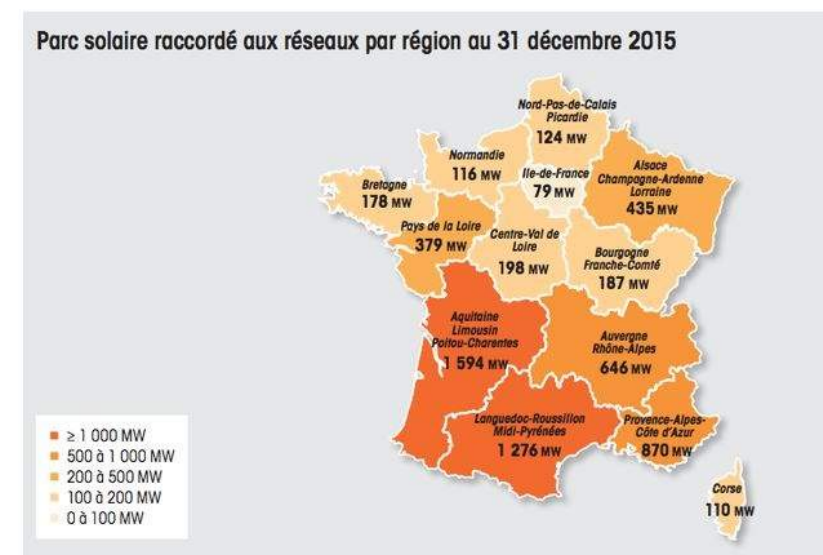 Parc solaire raccordé aux réseaux par région au 31 décembre 2015
Nord-Pas-de-Calais
Picardie
124 MW
Normandie
116 MW
Ile-de-France
79 MW
Alsace
Champagne-Ardenne
Lorraine
435 MW
Bretagne
178 MW
Pays de la Loire
379 MW
Centre-Val de
Loire
198 MW
Bourgogne
Franche-Comté
187 MW
Aquitaine
Limousin
Poitou-Charentes
1 594 MW
Auvergne
Rhône-Alpes
646 MW
Languedoc-Roussillon
Midi-Pyrénées
1 276 MW
Provence-Alpes-
Côte d'Azur
870 MW
Corse
110 MW
≥ 1 000 MW
500 à 1 000 MW
200 à 500 MW
100 à 200 MW
0 à 100 MW